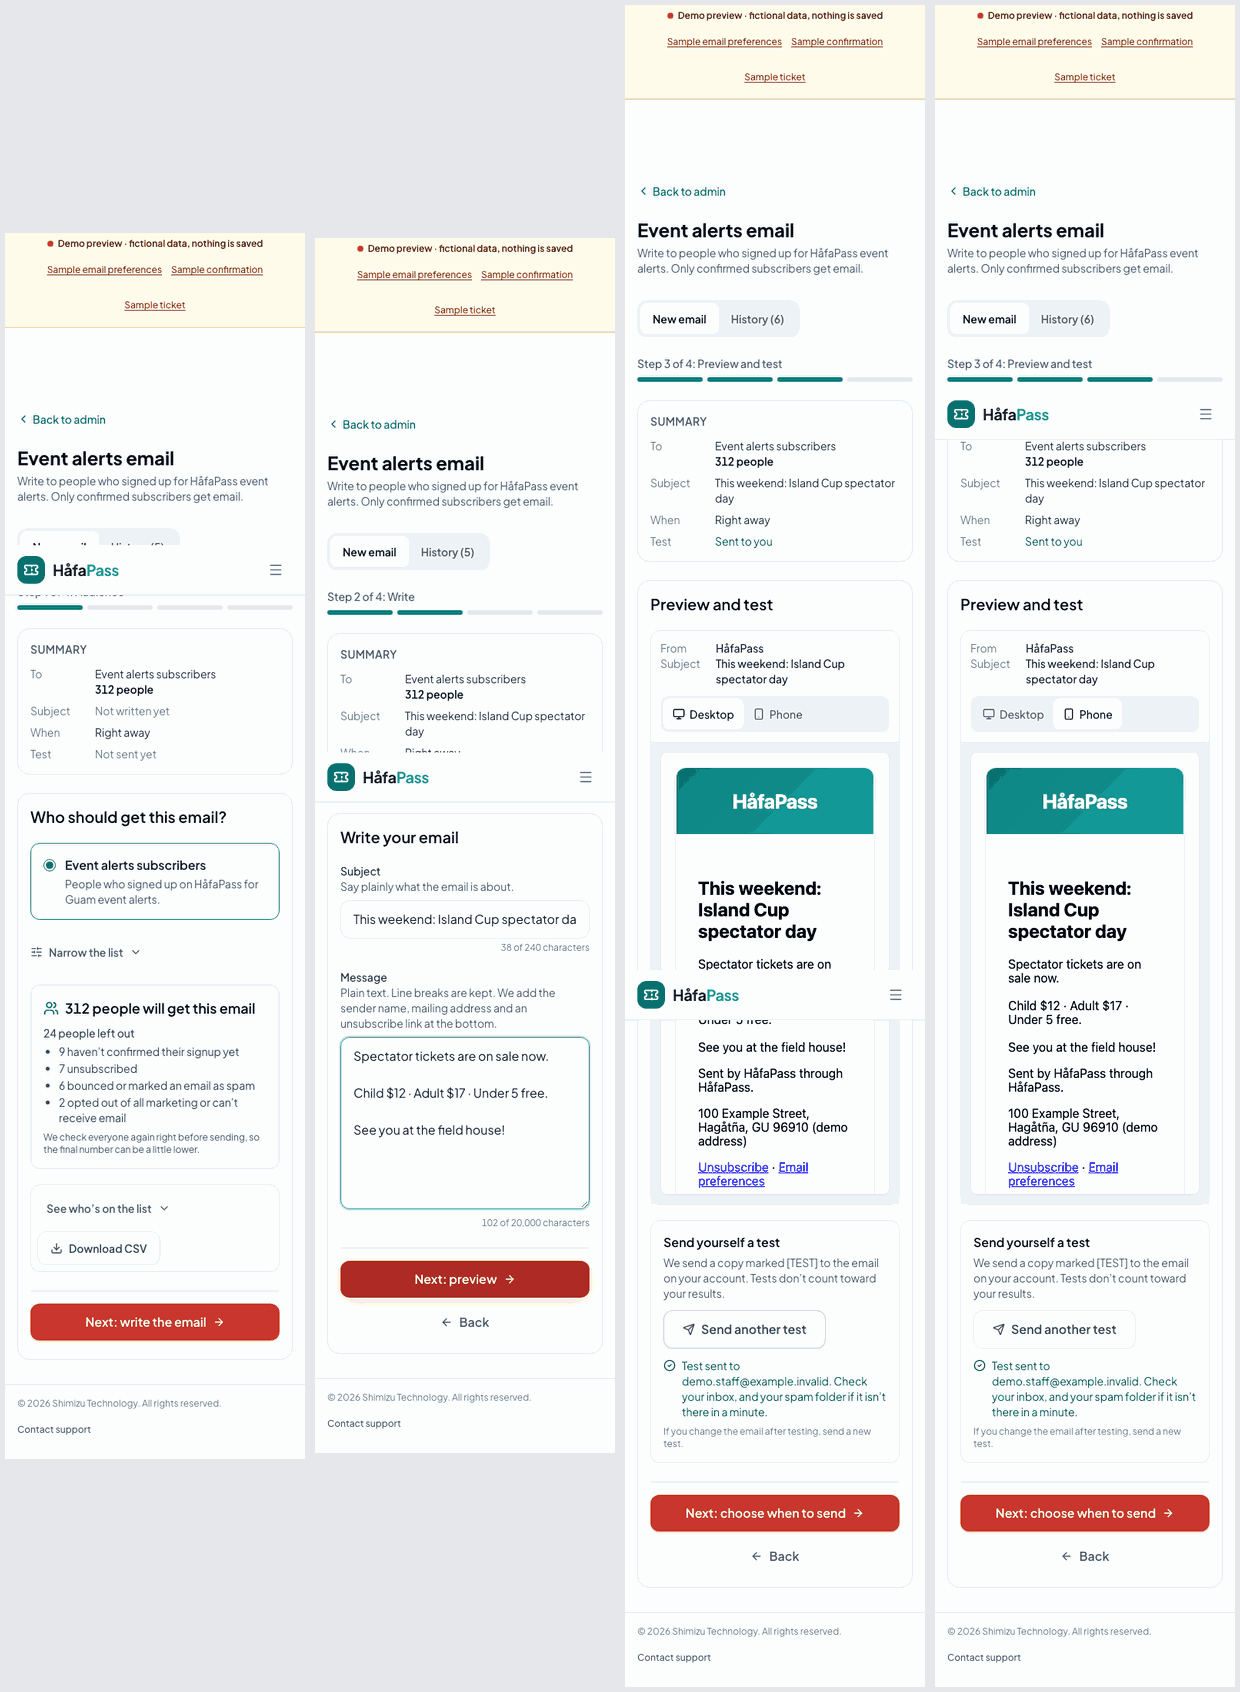 Demo preview · fictional data, nothing is saved
Sample email preferences Sample confirmation
Sample ticket
Back to admin
Event alerts email
Write to people who signed up for HåfaPass event
alerts. Only confirmed subscribers get email.
HåfaPass
SUMMARY
To Event alerts subscribers
312 people
Subject Not written yet
When Right away
Test Not sent yet
Who should get this email?
Event alerts subscribers
People who signed up on HåfaPass for
Guam event alerts.
Narrow the list
312 people will get this email
24 people left out
• 9 haven't confirmed their signup yet
• 7 unsubscribed
• 6 bounced or marked an email as spam
• 2 opted out of all marketing or can't
receive email
We check everyone again right before sending, so
the final number can be a little lower.
See who's on the list
Download CSV
Next: write the email →
© 2026 Shimizu Technology. All rights reserved.
Contact support
Demo preview · fictional data, nothing is saved
Sample email preferences Sample confirmation
Sample ticket
Back to admin
Event alerts email
Write to people who signed up for HåfaPass event
alerts. Only confirmed subscribers get email.
New email History (5)
Step 2 of 4: Write
SUMMARY
To Event alerts subscribers
312 people
Subject This weekend: Island Cup spectator
day
HåfaPass
Write your email
Subject
Say plainly what the email is about.
This weekend: Island Cup spectator da
38 of 240 characters
Message
Plain text. Line breaks are kept. We add the
sender name, mailing address and an
unsubscribe link at the bottom.
Spectator tickets are on sale now.
Child $12 · Adult $17 · Under 5 free.
See you at the field house!
102 of 20,000 characters
Next: preview →
← Back
© 2026 Shimizu Technology. All rights reserved.
Contact support
Demo preview · fictional data, nothing is saved
Sample email preferences Sample confirmation
Sample ticket
Back to admin
Event alerts email
Write to people who signed up for HåfaPass event
alerts. Only confirmed subscribers get email.
New email History (6)
Step 3 of 4: Preview and test
SUMMARY
To Event alerts subscribers
312 people
Subject This weekend: Island Cup spectator
day
When Right away
Test Sent to you
Preview and test
From HåfaPass
Subject This weekend: Island Cup
spectator day
Desktop Phone
HåfaPass
This weekend:
Island Cup
spectator day
Spectator tickets are on
HåfaPass
Under 5 free.
See you at the field house!
Sent by HåfaPass through
HåfaPass.
100 Example Street,
Hagåtña, GU 96910 (demo
address)
Unsubscribe · Email
preferences
Send yourself a test
We send a copy marked [TEST] to the email
on your account. Tests don't count toward
your results.
Send another test
Test sent to
demo.staff@example.invalid. Check
your inbox, and your spam folder if it isn't
there in a minute.
If you change the email after testing, send a new
test.
Next: choose when to send →
← Back
© 2026 Shimizu Technology. All rights reserved.
Contact support
Demo preview · fictional data, nothing is saved
Sample email preferences Sample confirmation
Sample ticket
Back to admin
Event alerts email
Write to people who signed up for HåfaPass event
alerts. Only confirmed subscribers get email.
New email History (6)
Step 3 of 4: Preview and test
HåfaPass
To Event alerts subscribers
312 people
Subject This weekend: Island Cup spectator
day
When Right away
Test Sent to you
Preview and test
From HåfaPass
Subject This weekend: Island Cup
spectator day
Desktop Phone
HåfaPass
This weekend:
Island Cup
spectator day
Spectator tickets are on
sale now.
Child $12 · Adult $17 ·
Under 5 free.
See you at the field house!
Sent by HåfaPass through
HåfaPass.
100 Example Street,
Hagåtña, GU 96910 (demo
address)
Unsubscribe · Email
preferences
Send yourself a test
We send a copy marked [TEST] to the email
on your account. Tests don't count toward
your results.
Send another test
Test sent to
demo.staff@example.invalid. Check
your inbox, and your spam folder if it isn't
there in a minute.
If you change the email after testing, send a new
test.
Next: choose when to send →
← Back
© 2026 Shimizu Technology. All rights reserved.
Contact support